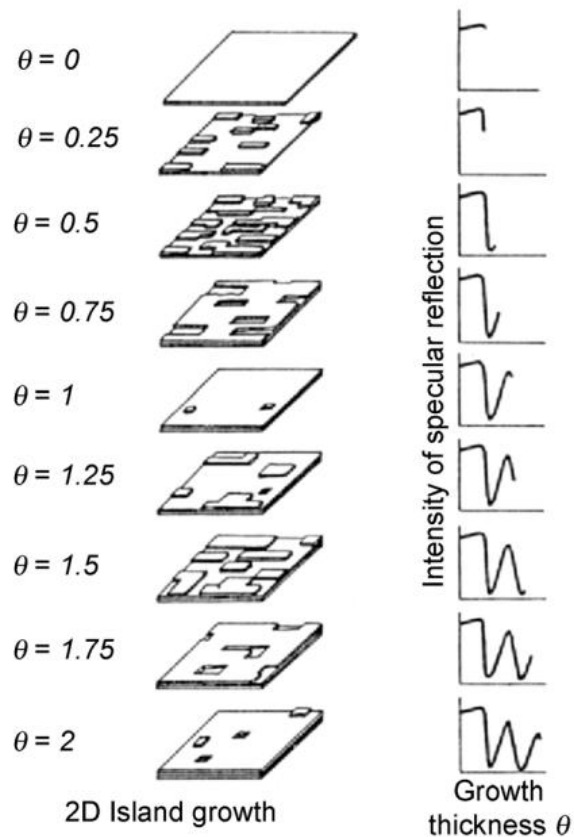 θ = 0
θ = 0.25
θ = 0.5
θ = 0.75
θ = 1
θ = 1.25
θ = 1.5
θ = 1.75
θ = 2
2D Island growth
Intensity of specular reflection
Growth
thickness θ